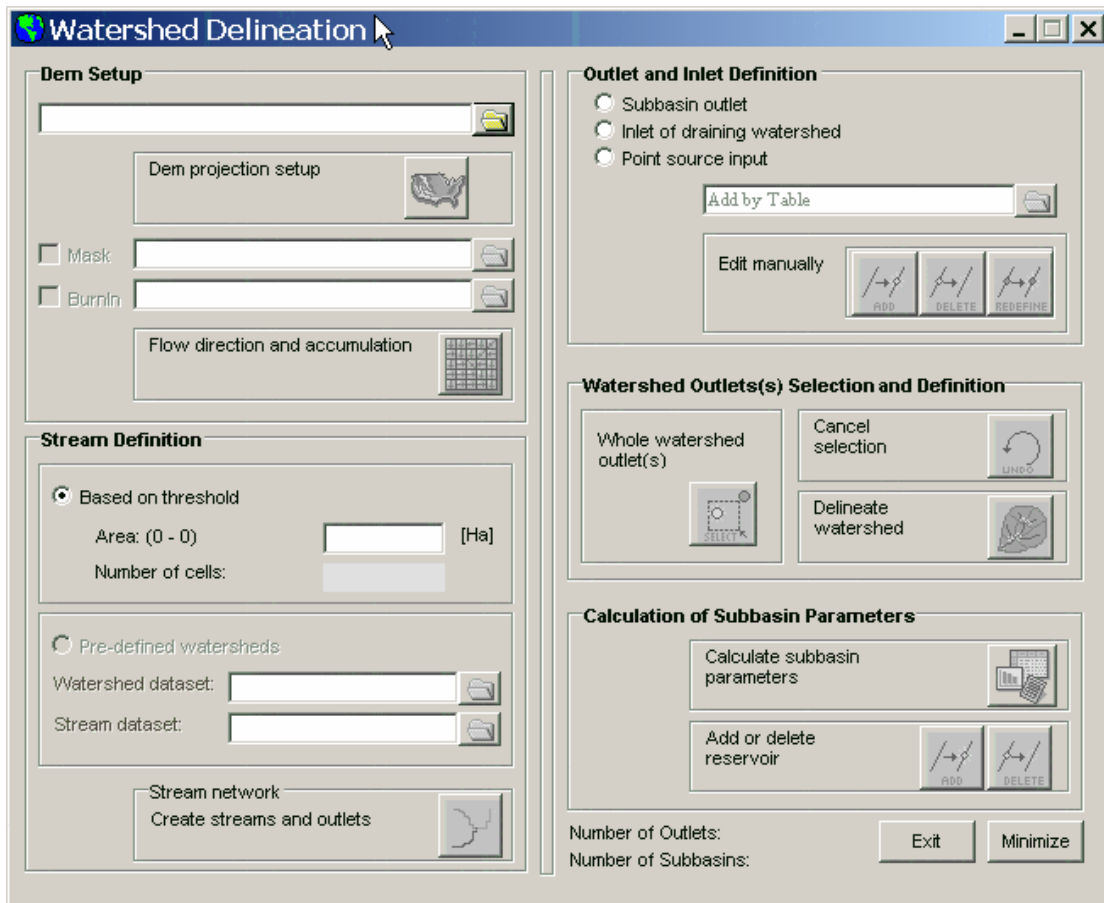 Watershed Delineation
Dem Setup
Dem projection setup
Mask
BurnIn
Flow direction and accumulation
Stream Definition
Based on threshold
Area: (0 - 0)
[Ha]
Number of cells:
Pre-defined watersheds
Watershed dataset:
Stream dataset:
Stream network
Create streams and outlets
Outlet and Inlet Definition
Subbasin outlet
Inlet of draining watershed
Point source input
Add by Table
Edit manually
ADD
DELETE
REDEFINE
Watershed Outlets(s) Selection and Definition
Whole watershed
outlet(s)
SELECT
Cancel
selection
UNDO
Delineate
watershed
Calculation of Subbasin Parameters
Calculate subbasin
parameters
Add or delete
reservoir
ADD
DELETE
Number of Outlets:
Number of Subbasins:
Exit
Minimize